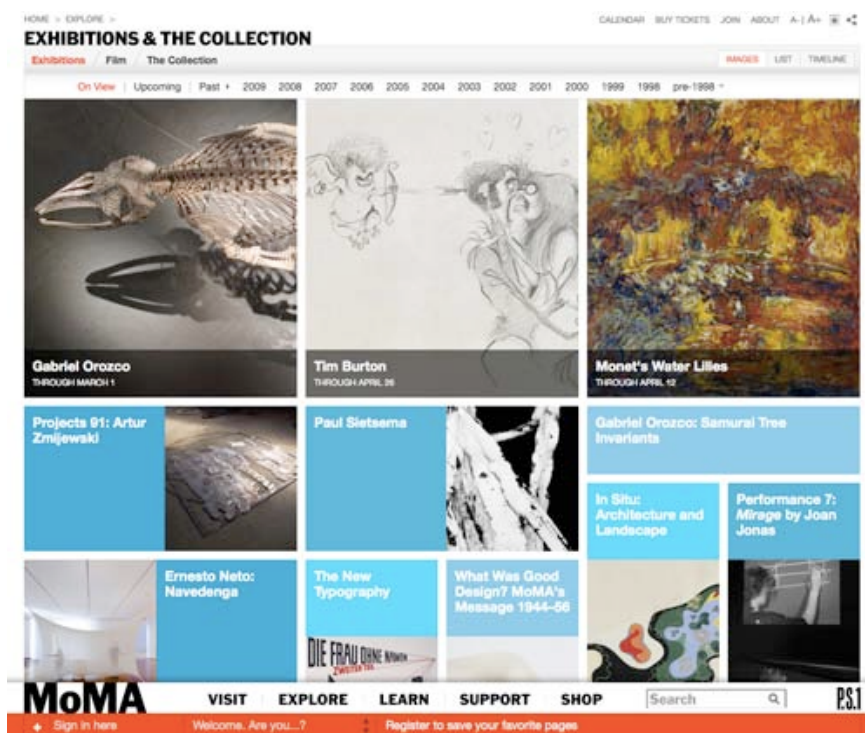 HOME > EXPLORE >
CALENDAR BUY TICKETS JOIN ABOUT A- | A+
EXHIBITIONS & THE COLLECTION
Exhibitions / Film / The Collection
IMAGES LIST TIMELINE
On View | Upcoming | Past 2009 2008 2007 2006 2005 2004 2003 2002 2001 2000 1999 1998 pre-1998
Gabriel Orozco
THROUGH MARCH 1
Tim Burton
THROUGH APRIL 26
Monet's Water Lilies
THROUGH APRIL 12
Projects 91: Artur
Zmijewski
Paul Sietsema
Gabriel Orozco: Samurai Tree
Invariants
In Situ:
Architecture and
Landscape
Performance 7:
Mirage by Joan
Jonas
Ernesto Neto:
Navedenga
The New
Typography
What Was Good
Design? MoMA's
Message 1944–56
DIE FRAU OHNE NAMEN
ZWEITER TEIL
MoMA VISIT EXPLORE LEARN SUPPORT SHOP Search P.S.1
Sign in here Welcome. Are you...? Register to save your favorite pages